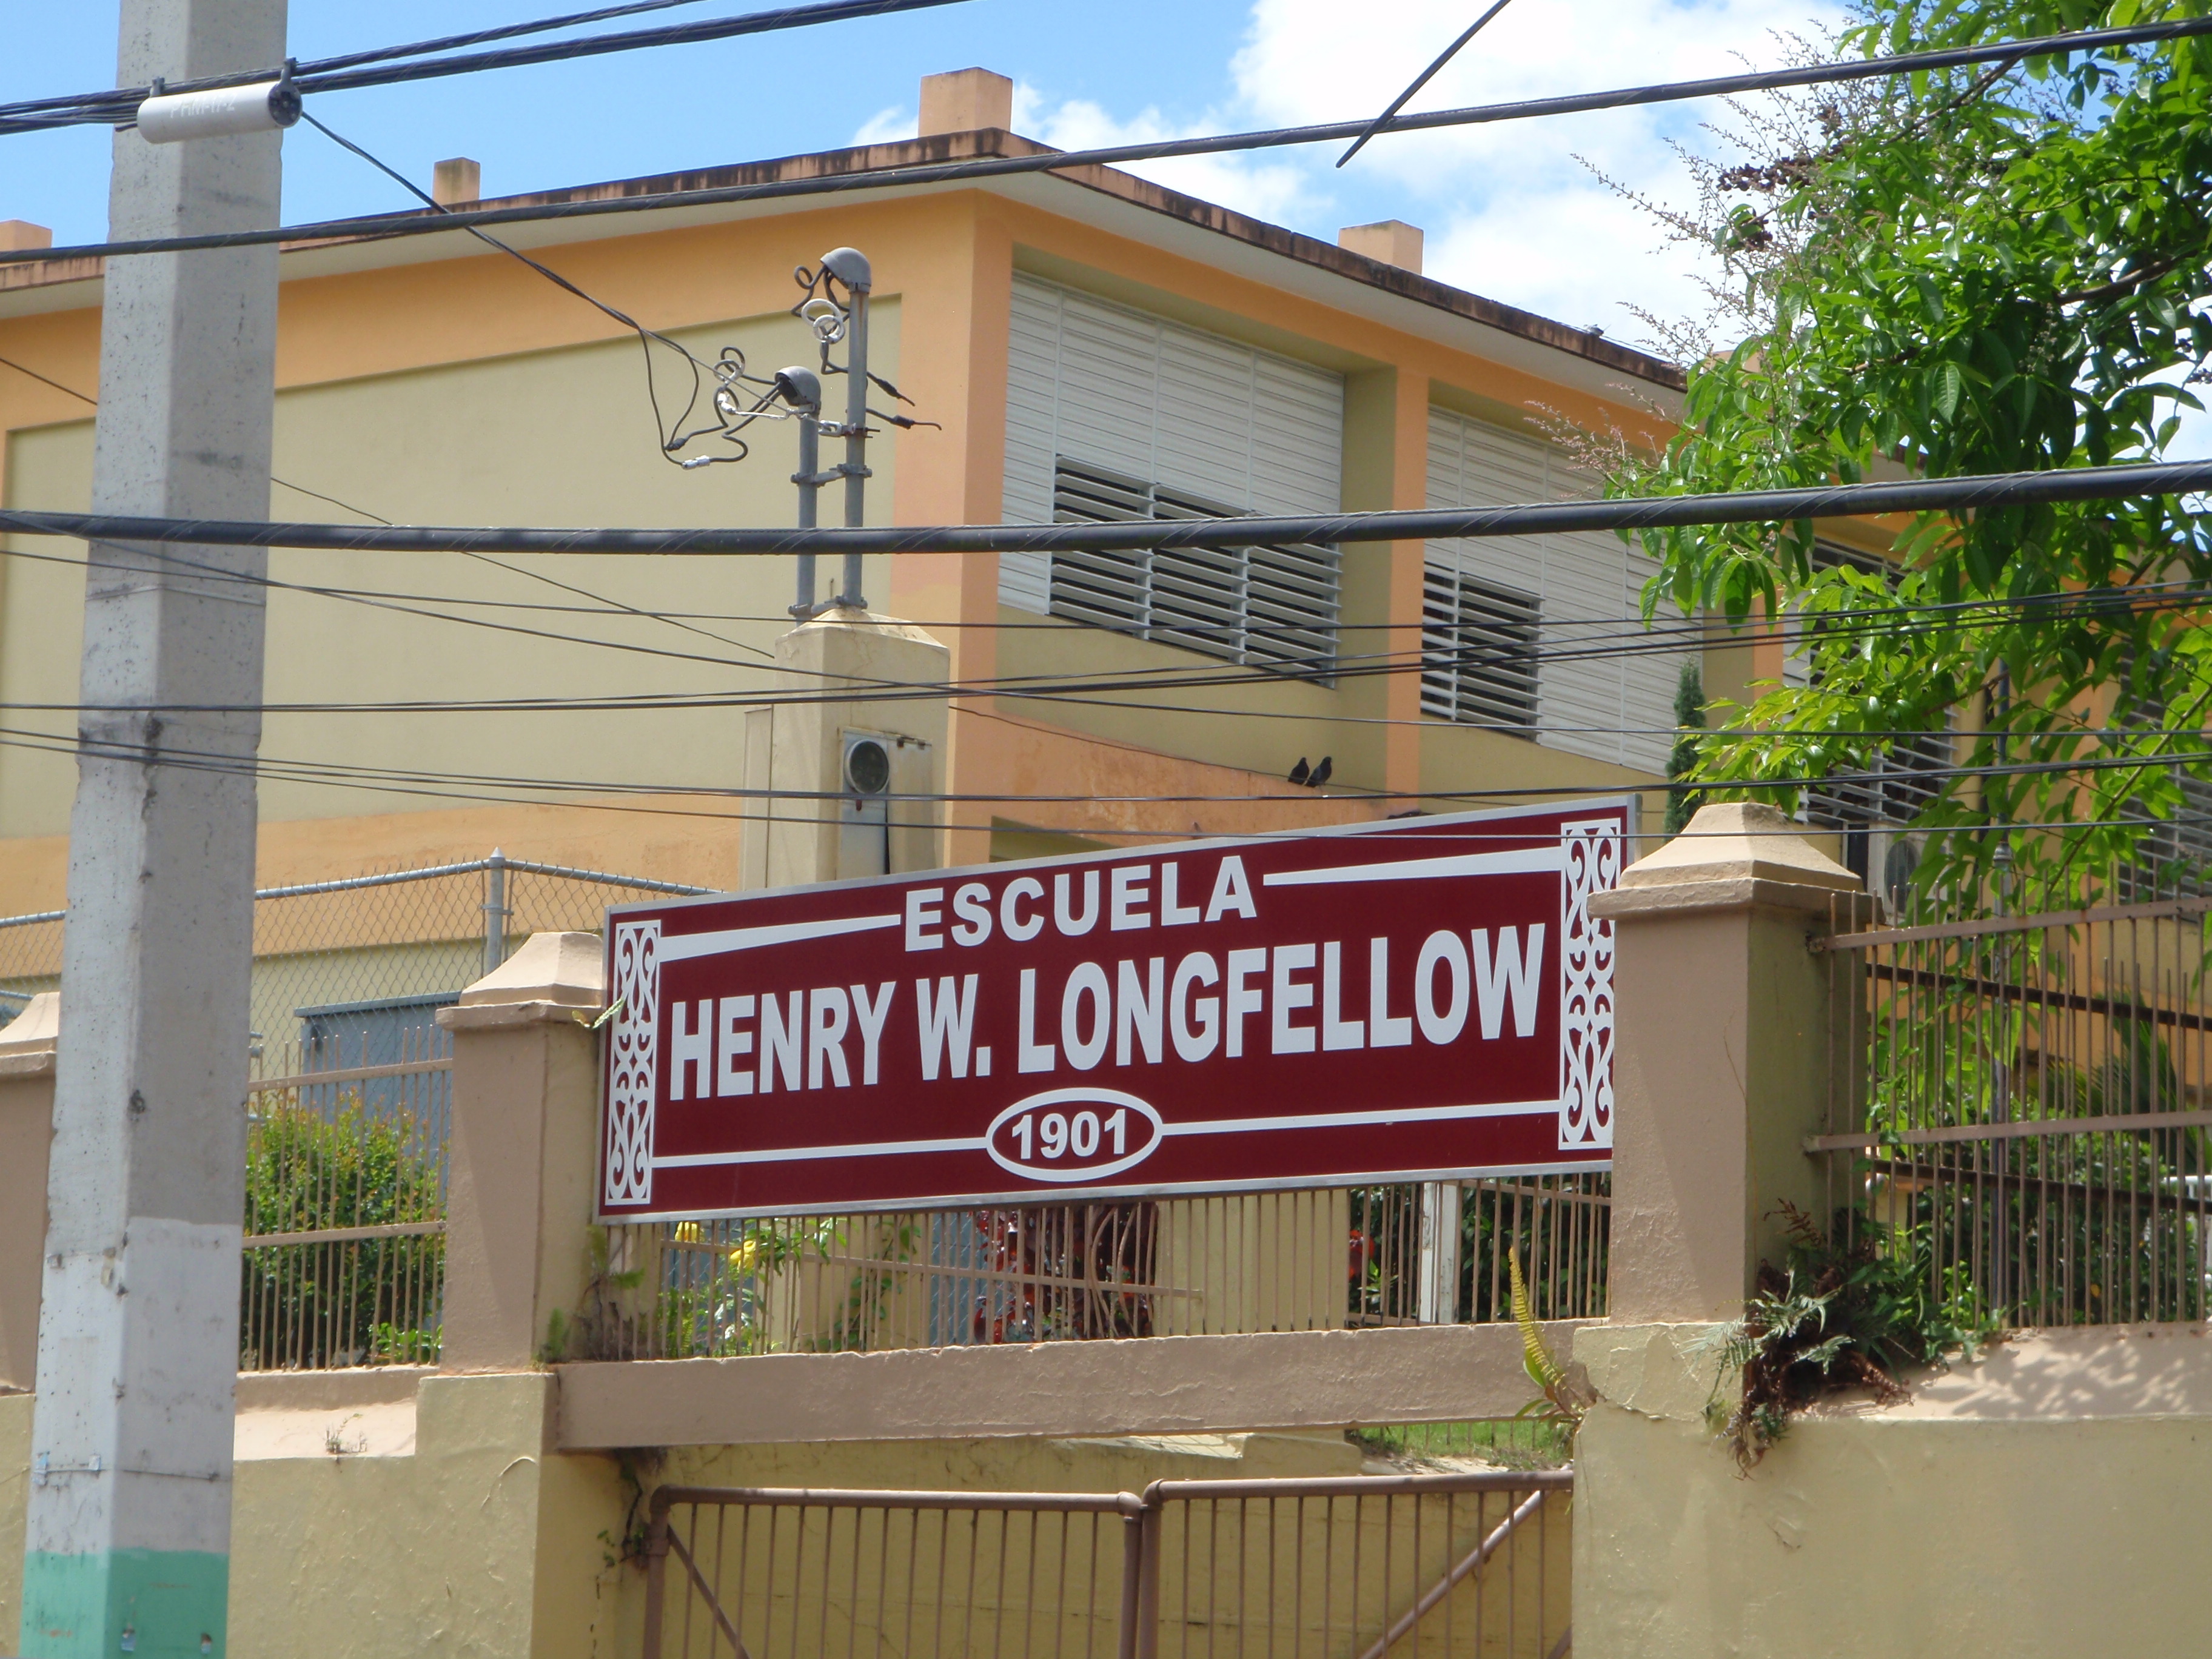 ESCUELA
HENRY W. LONGFELLOW
1901